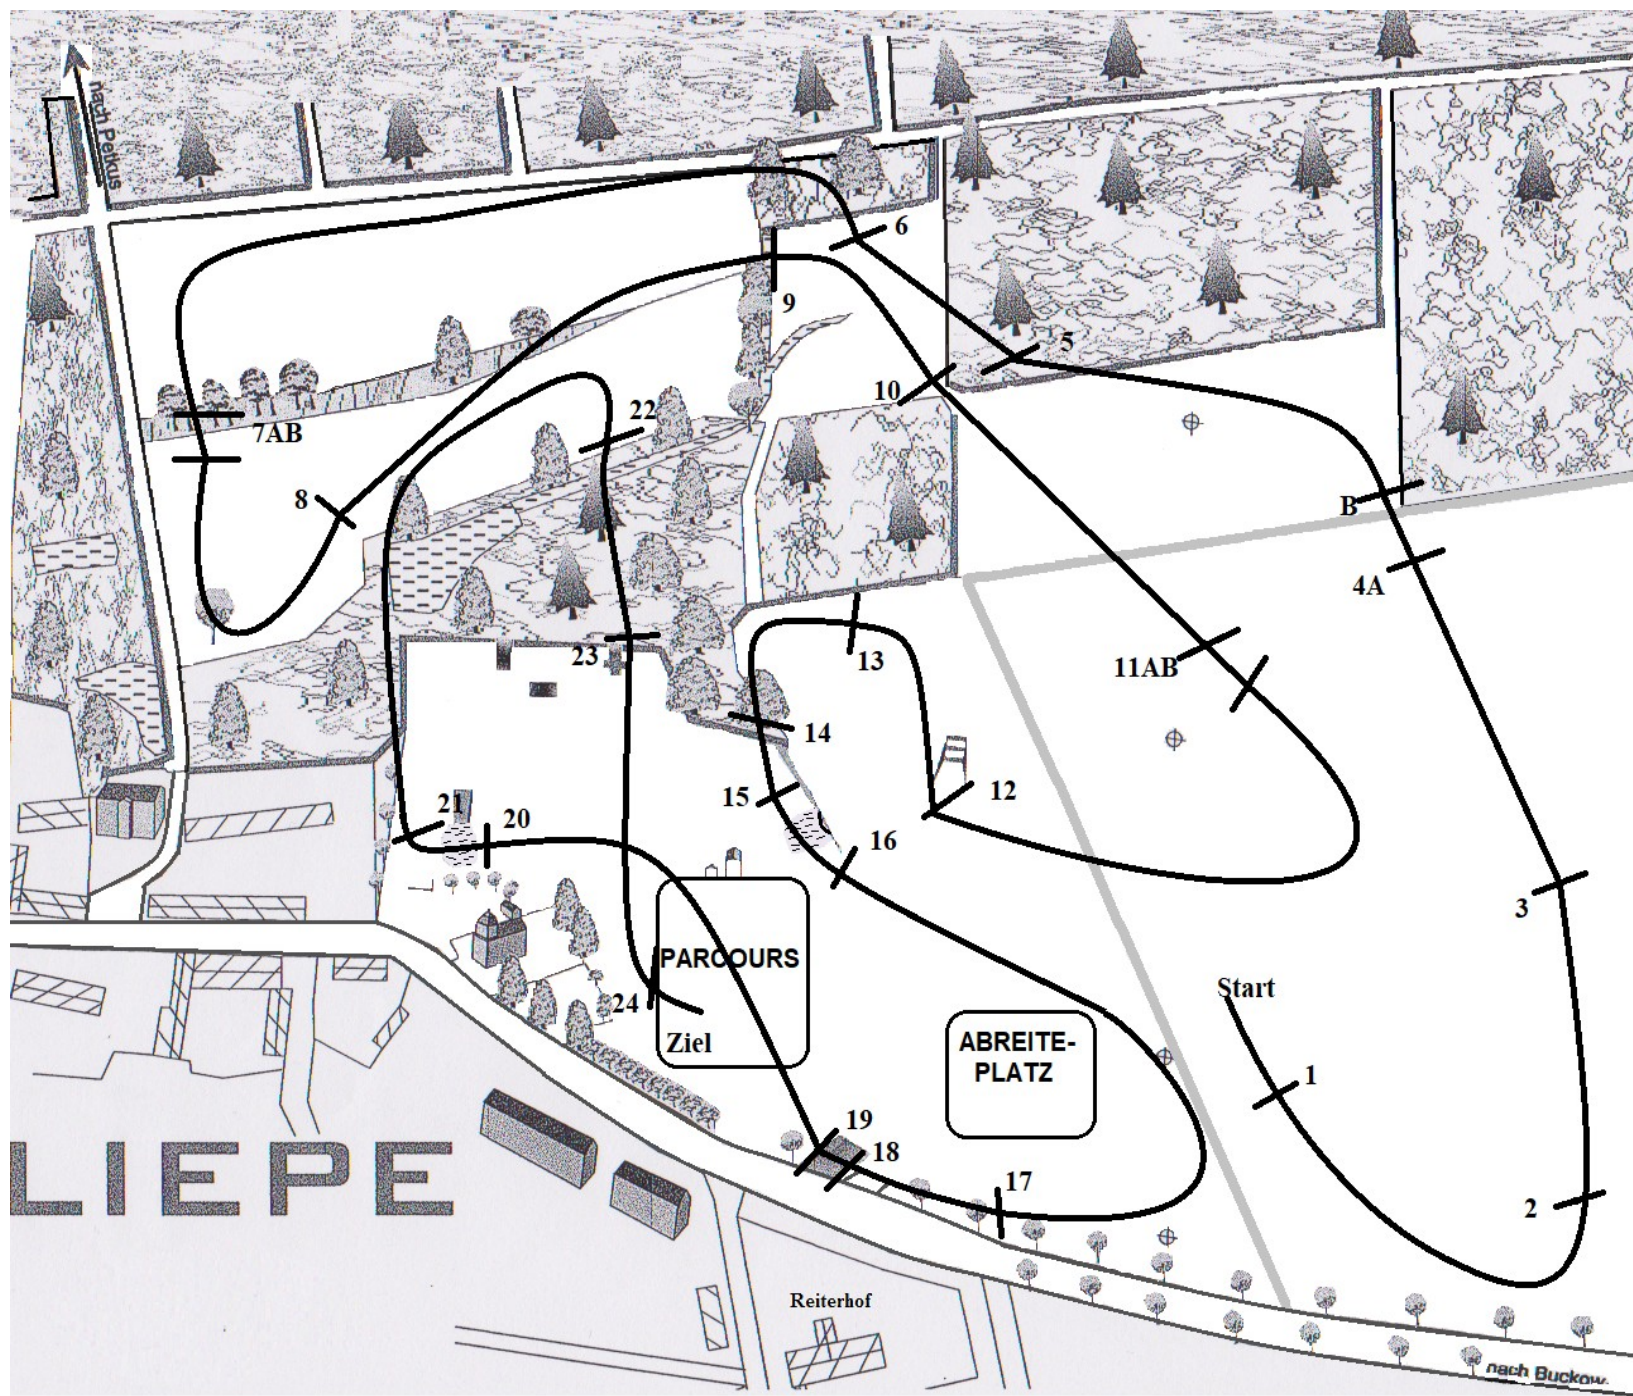 nach Petkus
6
9
5
10
22
7AB
8
B
4A
23
13
11AB
14
12
15
21
20
16
3
PARCOURS
Start
24
Ziel
ABREITE-
PLATZ
1
19
18
17
2
LIEPE
Reiterhof
nach Buckow